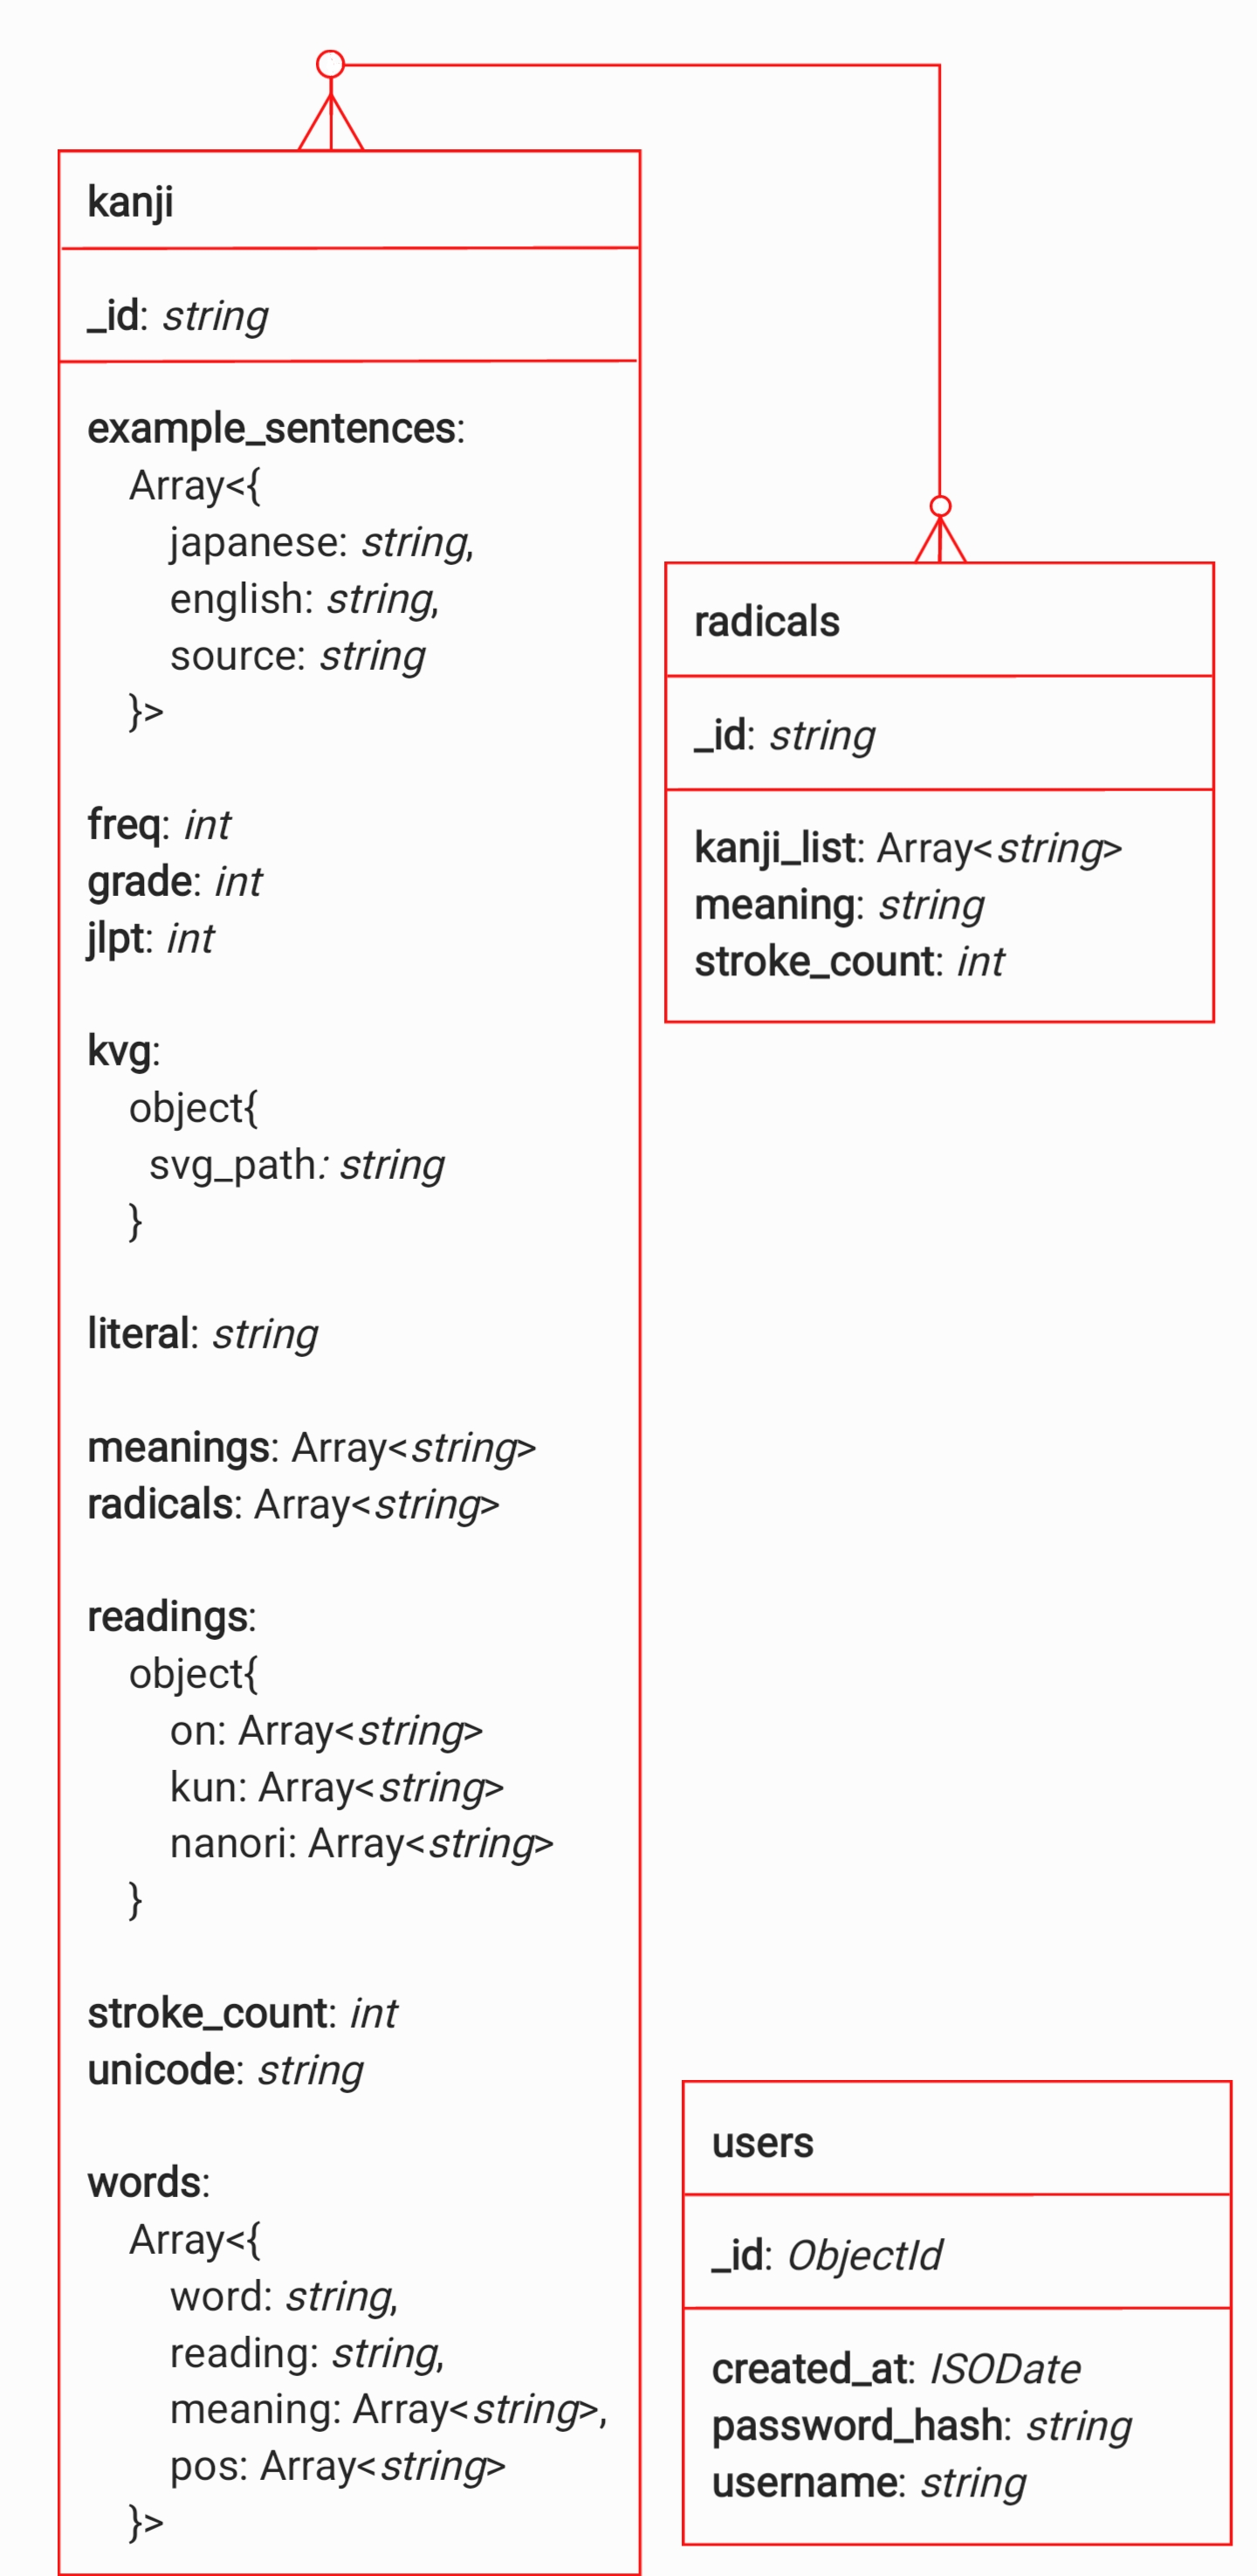 kanji
_id: string
example_sentences:
Array<{
japanese: string,
english: string,
source: string
}>
freq: int
grade: int
jlpt: int
kvg:
object{
svg_path: string
}
literal: string
meanings: Array<string>
radicals: Array<string>
readings:
object{
on: Array<string>
kun: Array<string>
nanori: Array<string>
}
stroke_count: int
unicode: string
words:
Array<{
word: string,
reading: string,
meaning: Array<string>,
pos: Array<string>
}>
radicals
_id: string
kanji_list: Array<string>
meaning: string
stroke_count: int
users
_id: ObjectId
created_at: ISODate
password_hash: string
username: string